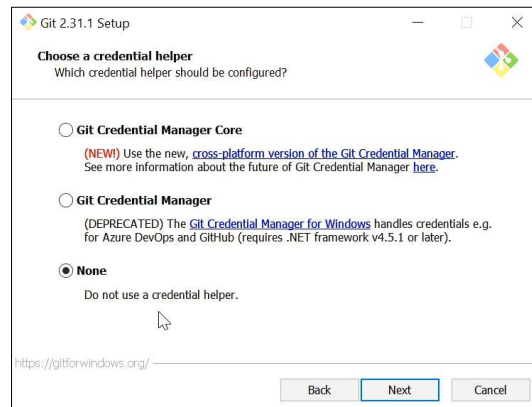 Git 2.31.1 Setup
Choose a credential helper
Which credential helper should be configured?
Git Credential Manager Core
(NEW!) Use the new, cross-platform version of the Git Credential Manager.
See more information about the future of Git Credential Manager here.
Git Credential Manager
(DEPRECATED) The Git Credential Manager for Windows handles credentials e.g.
for Azure DevOps and GitHub (requires .NET framework v4.5.1 or later).
None
Do not use a credential helper.
https://gitforwindows.org/
Back Next Cancel